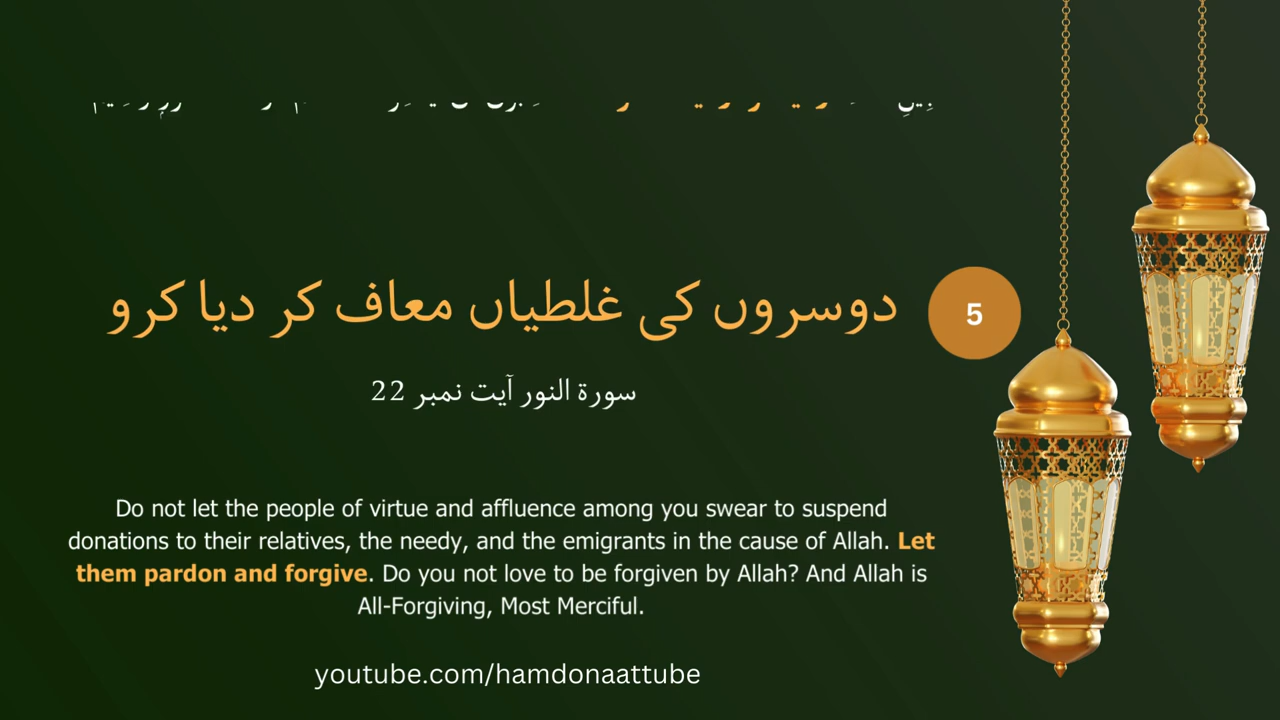 دوسروں کی غلطیاں معاف کر دیا کرو
5
سورة النور آیت نمبر 22
Do not let the people of virtue and affluence among you swear to suspend
donations to their relatives, the needy, and the emigrants in the cause of Allah. Let
them pardon and forgive. Do you not love to be forgiven by Allah? And Allah is
All-Forgiving, Most Merciful.
youtube.com/hamdonaattube